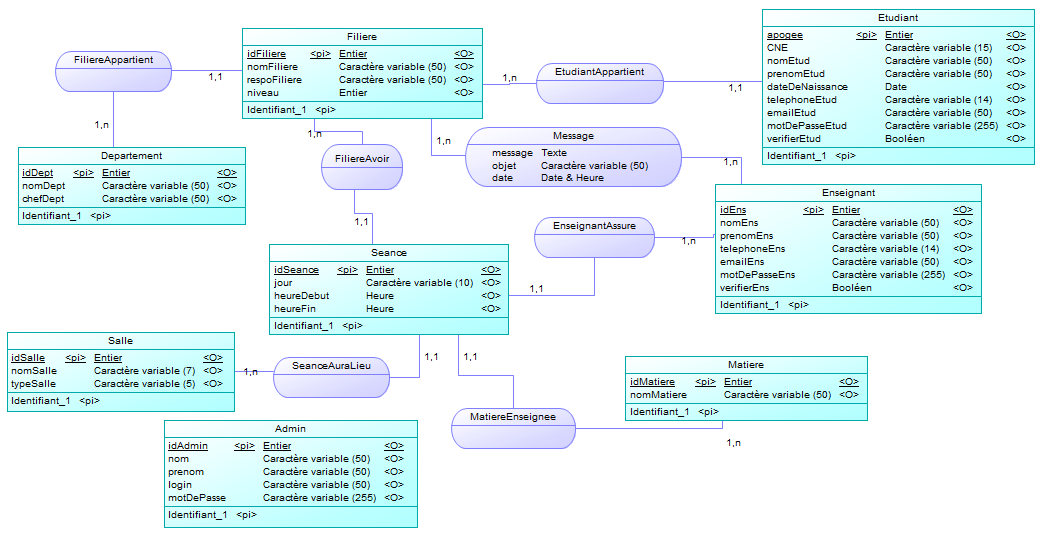 Etudiant
apogee <pi> Entier <O>
CNE Caractère variable (15) <O>
nomEtud Caractère variable (50) <O>
prenomEtud Caractère variable (50) <O>
dateDeNaissance Date <O>
telephoneEtud Caractère variable (14) <O>
emailEtud Caractère variable (50) <O>
motDePasseEtud Caractère variable (255) <O>
verifierEtud Booléen <O>
Identifiant_1 <pi>
Filiere
idFiliere <pi> Entier <O>
nomFiliere Caractère variable (50) <O>
respoFiliere Caractère variable (50) <O>
niveau Entier <O>
Identifiant_1 <pi>
FiliereAppartient
1,1
1,n
EtudiantAppartient
1,n
1,1
Departement
idDept <pi> Entier <O>
nomDept Caractère variable (50) <O>
chefDept Caractère variable (50) <O>
Identifiant_1 <pi>
1,n
FiliereAvoir
1,1
1,n
Message
message Texte
objet Caractère variable (50)
date Date & Heure
1,n
Enseignant
idEns <pi> Entier <O>
nomEns Caractère variable (50) <O>
prenomEns Caractère variable (50) <O>
telephoneEns Caractère variable (14) <O>
emailEns Caractère variable (50) <O>
motDePasseEns Caractère variable (255) <O>
verifierEns Booléen <O>
Identifiant_1 <pi>
EnseignantAssure
1,n
1,1
Seance
idSeance <pi> Entier <O>
jour Caractère variable (10) <O>
heureDebut Heure <O>
heureFin Heure <O>
Identifiant_1 <pi>
Salle
idSalle <pi> Entier <O>
nomSalle Caractère variable (7) <O>
typeSalle Caractère variable (5) <O>
Identifiant_1 <pi>
1,n
SeanceAuraLieu
1,1
1,1
MatiereEnseignee
1,n
Matiere
idMatiere <pi> Entier <O>
nomMatiere Caractère variable (50) <O>
Identifiant_1 <pi>
Admin
idAdmin <pi> Entier <O>
nom Caractère variable (50) <O>
prenom Caractère variable (50) <O>
login Caractère variable (50) <O>
motDePasse Caractère variable (255) <O>
Identifiant_1 <pi>